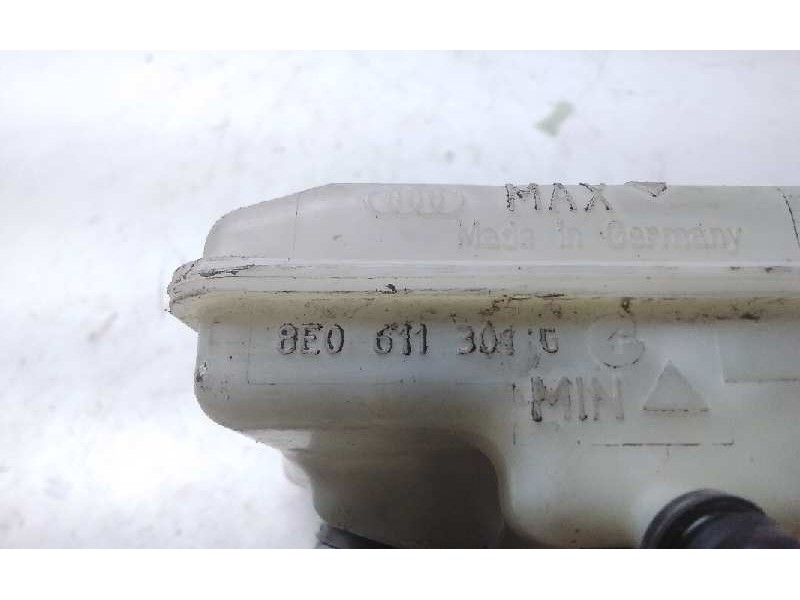 MAX
Made in Germany
8E0 611 301 G
MIN